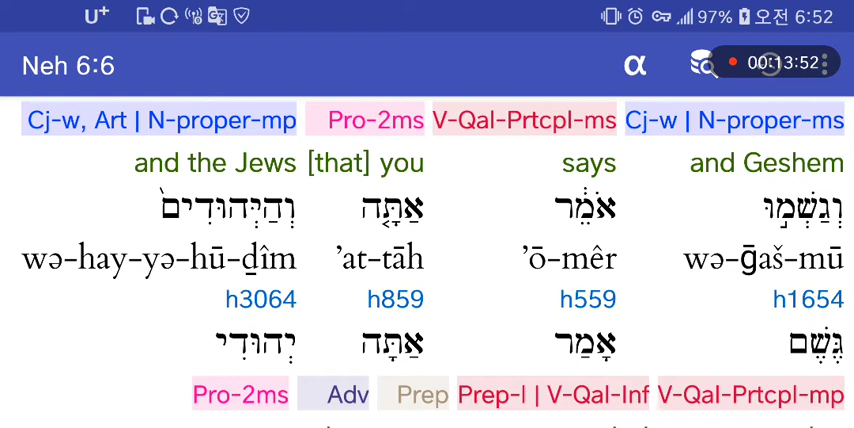 U+ 97% 오전 6:52
Neh 6:6 α 00:13:52
Cj-w, Art | N-proper-mp Pro-2ms V-Qal-Prtcpl-ms Cj-w | N-proper-ms
and the Jews [that] you says and Geshem
וְהַיְּהוּדִים֙ אַתָּ֤ה אֹמֵ֔ר וְגַשְׁמ֣וּ
wə-hay-yə-hū-ḏîm ’at-tāh ’ō-mêr wə-ḡaš-mū
h3064 h859 h559 h1654
יְהוּדִי אַתָּה אָמַר גֶּשֶׁם
Pro-2ms Adv Prep Prep-l | V-Qal-Inf V-Qal-Prtcpl-mp